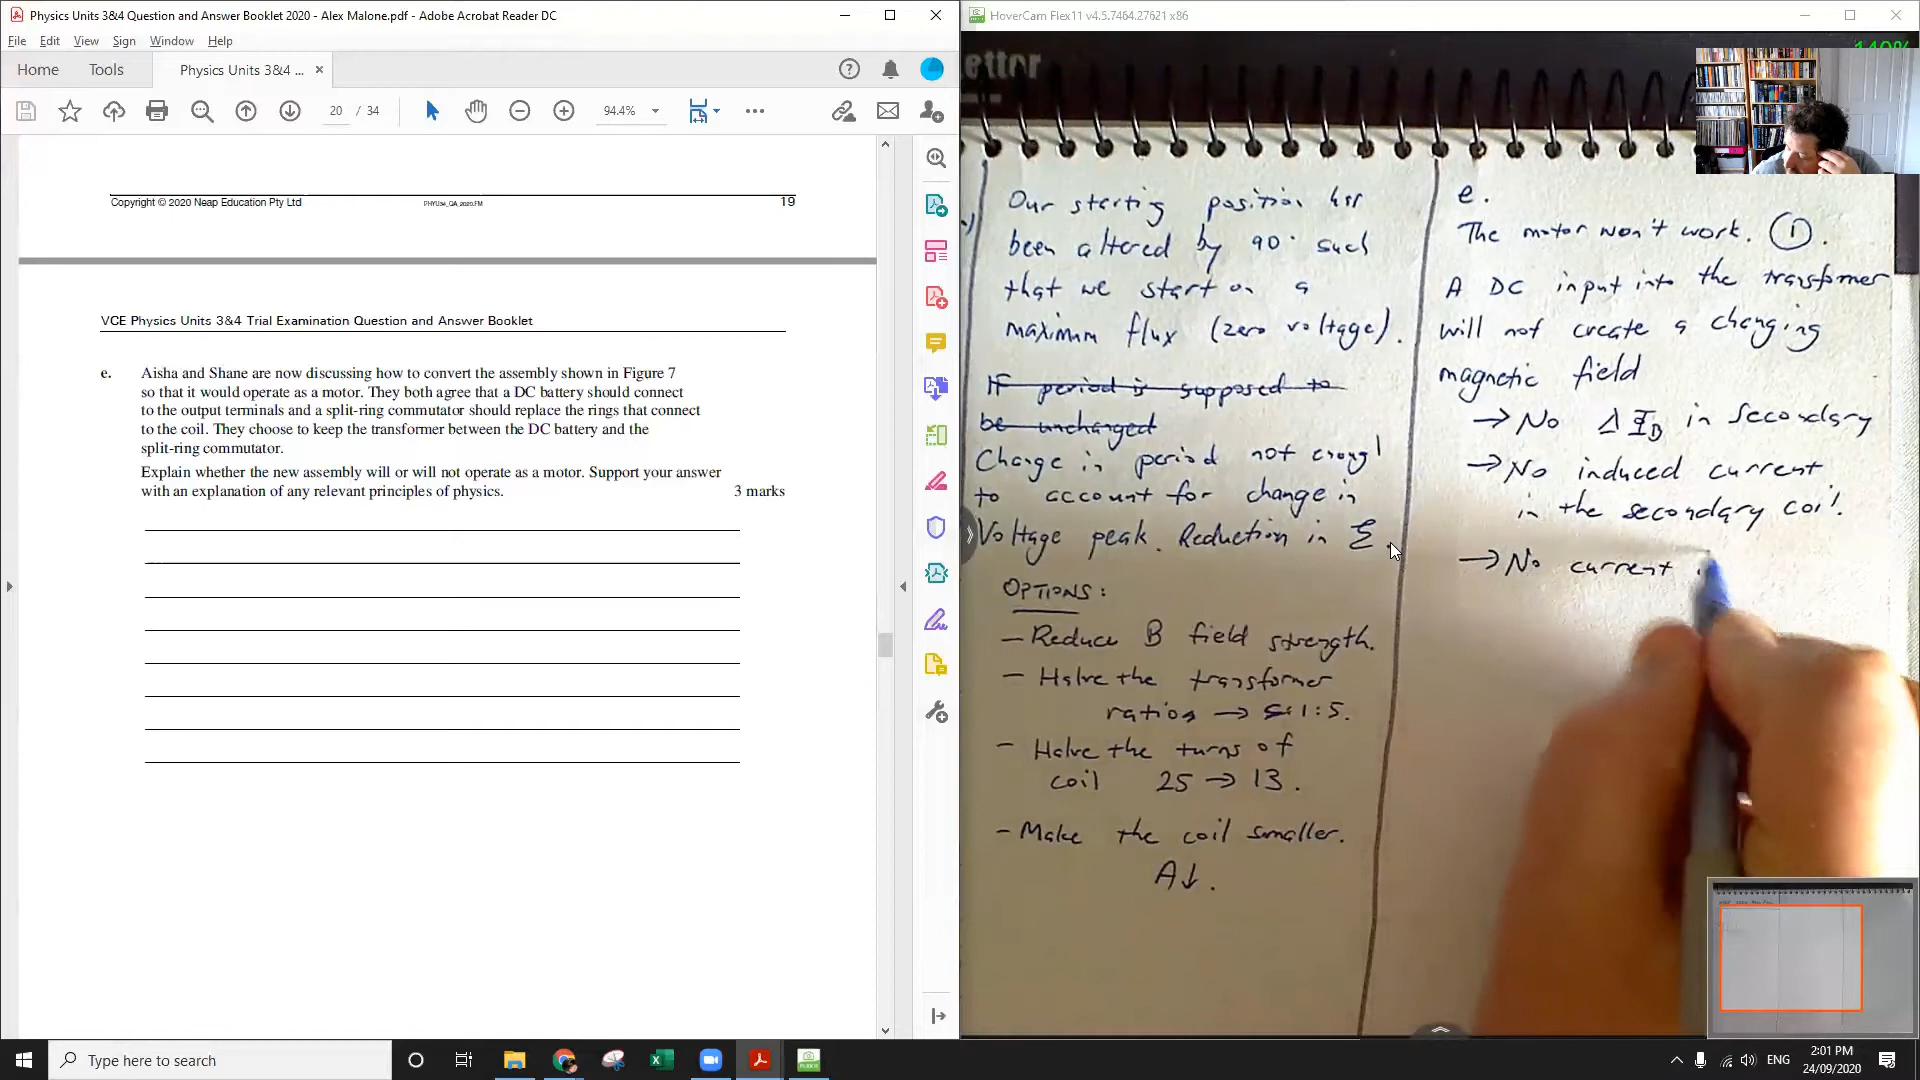 Physics Units 3&4 Question and Answer Booklet 2020 - Alex Malone.pdf - Adobe Acrobat Reader DC
File Edit View Sign Window Help
Home Tools Physics Units 3&4 ... ×
20 / 34 94.4%
Copyright © 2020 Neap Education Pty Ltd PHYU34_QA_2020.FM 19
VCE Physics Units 3&4 Trial Examination Question and Answer Booklet
e. Aisha and Shane are now discussing how to convert the assembly shown in Figure 7
so that it would operate as a motor. They both agree that a DC battery should connect
to the output terminals and a split-ring commutator should replace the rings that connect
to the coil. They choose to keep the transformer between the DC battery and the
split-ring commutator.
Explain whether the new assembly will or will not operate as a motor. Support your answer
with an explanation of any relevant principles of physics. 3 marks
HoverCam Flex11 v4.5.7464.27621 x86
140%
etter
Our starting position has
been altered by 90° such
that we start on a
maximum flux (zero voltage).
If period is supposed to
be unchanged
Change in period not enough
to account for change in
Voltage peak. Reduction in ξ.
OPTIONS:
- Reduce B field strength.
- Halve the transformer
ratios → 1:5.
- Halve the turns of
coil 25 → 13.
- Make the coil smaller.
A↓.
e.
The motor won't work. ①.
A DC input into the transformer
will not create a changing
magnetic field
→ No ΔΦB in secondary
→ No induced current
in the secondary coil.
→ No current
Type here to search
ENG
2:01 PM
24/09/2020